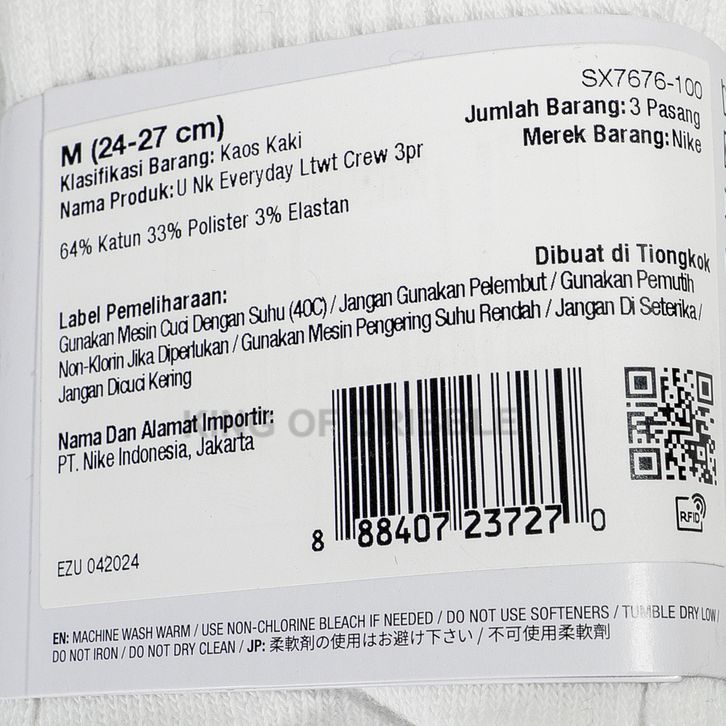 SX7676-100
M (24-27 cm)
Jumlah Barang: 3 Pasang
Klasifikasi Barang: Kaos Kaki
Merek Barang: Nike
Nama Produk: U Nk Everyday Ltwt Crew 3pr
64% Katun 33% Polister 3% Elastan
Dibuat di Tiongkok
Label Pemeliharaan:
Gunakan Mesin Cuci Dengan Suhu (40C) / Jangan Gunakan Pelembut / Gunakan Pemutih
Non-Klorin Jika Diperlukan / Gunakan Mesin Pengering Suhu Rendah / Jangan Di Seterika /
Jangan Dicuci Kering
KING OF DRIBBLE
Nama Dan Alamat Importir:
PT. Nike Indonesia, Jakarta
8 88407 23727 0
RFID
EZU 042024
EN: MACHINE WASH WARM / USE NON-CHLORINE BLEACH IF NEEDED / DO NOT USE SOFTENERS / TUMBLE DRY LOW /
DO NOT IRON / DO NOT DRY CLEAN / JP: 柔軟剤の使用はお避け下さい / 不可使用柔軟劑